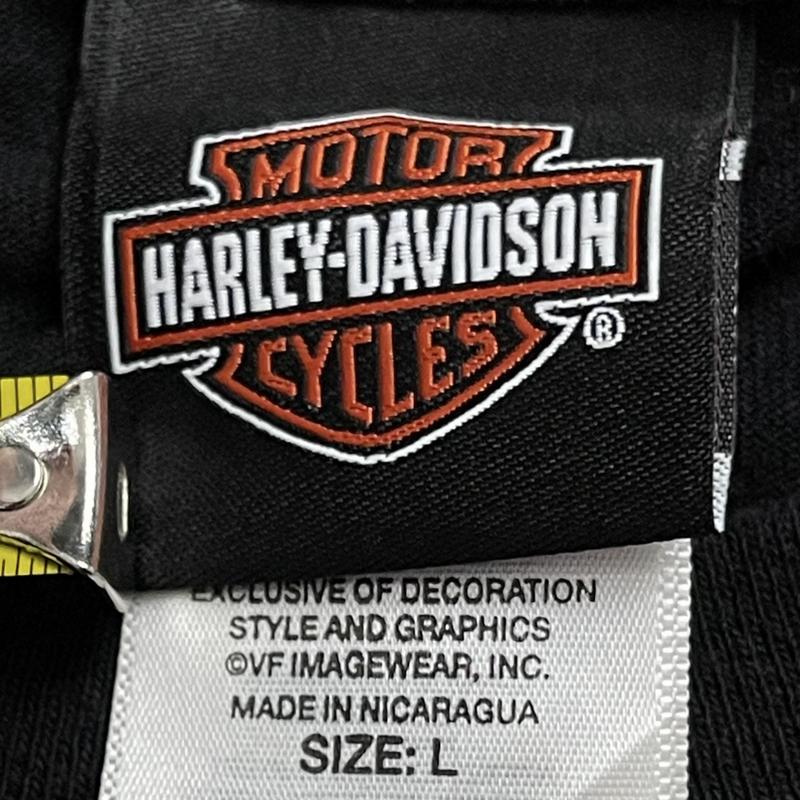 MOTOR
HARLEY-DAVIDSON
CYCLES
®
EXCLUSIVE OF DECORATION
STYLE AND GRAPHICS
©VF IMAGEWEAR, INC.
MADE IN NICARAGUA
SIZE: L